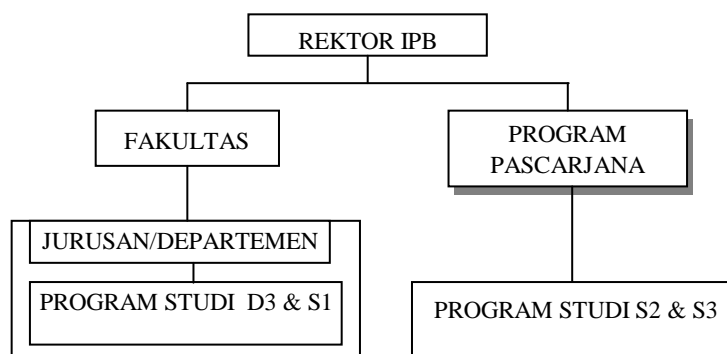 REKTOR IPB
FAKULTAS
PROGRAM
PASCARJANA
JURUSAN/DEPARTEMEN
PROGRAM STUDI  D3 & S1
PROGRAM STUDI S2 & S3